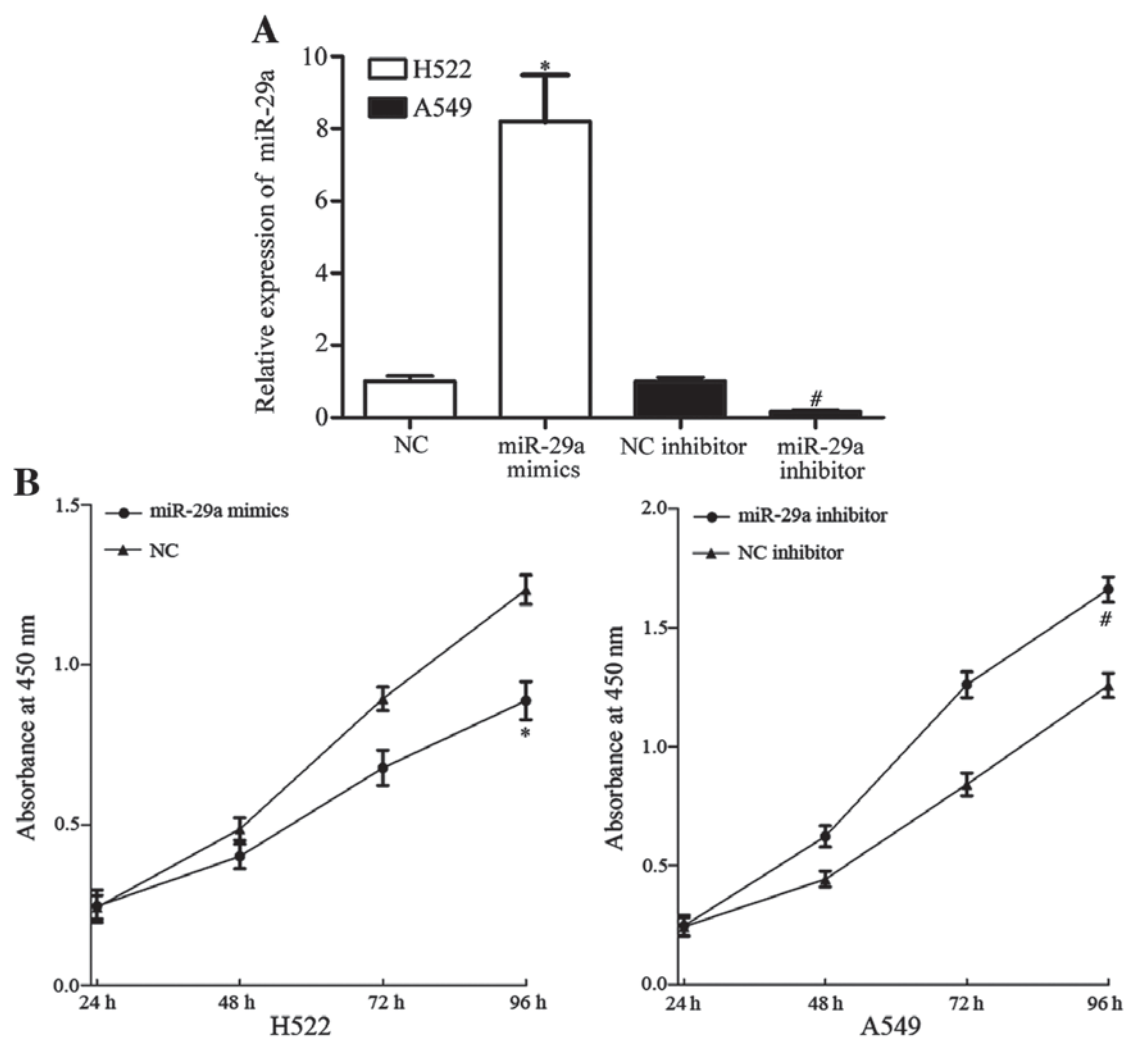 A
Relative expression of miR-29a
10
8
6
4
2
0
H522
A549
*
#
NC
miR-29a
mimics
NC inhibitor
miR-29a
inhibitor
B
Absorbance at 450 nm
1.5
1.0
0.5
0.0
miR-29a mimics
NC
*
24 h
48 h
72 h
96 h
H522
Absorbance at 450 nm
2.0
1.5
1.0
0.5
0.0
miR-29a inhibitor
NC inhibitor
#
24 h
48 h
72 h
96 h
A549